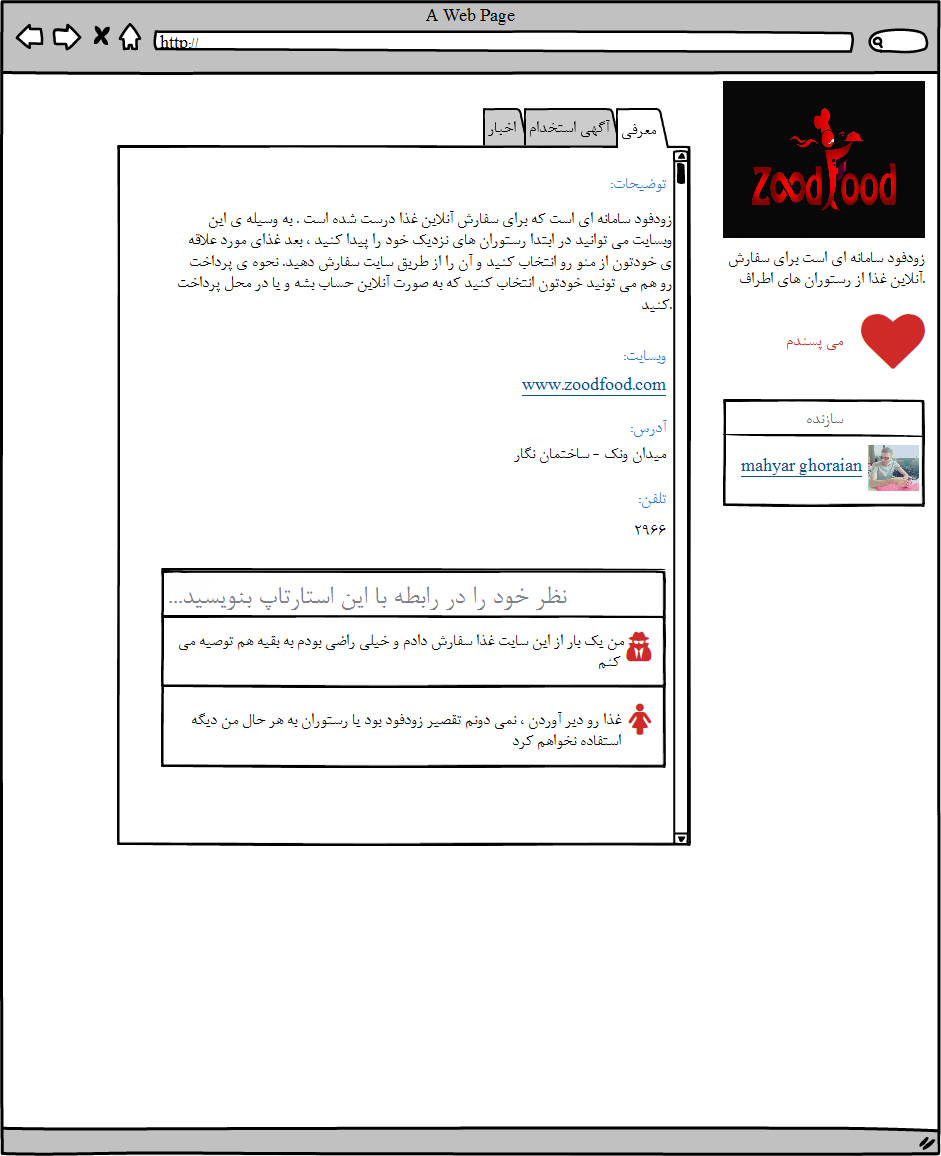 A Web Page
http://
Zoodfood
زودفود سامانه ای است برای سفارش
آنلاین غذا از رستوران های اطراف.
می پسندم
سازنده
mahyar ghoraian
معرفی
آگهی استخدام
اخبار
توضیحات:
زودفود سامانه ای است که برای سفارش آنلاین غذا درست شده است . به وسیله ی این
وبسایت می توانید در ابتدا رستوران های نزدیک خود را پیدا کنید ، بعد غذای مورد علاقه
ی خودتون از منو رو انتخاب کنید و آن را از طریق سایت سفارش دهید. نحوه ی پرداخت
رو هم می تونید خودتون انتخاب کنید که به صورت آنلاین حساب بشه و یا در محل پرداخت
کنید.
وبسایت:
www.zoodfood.com
آدرس:
میدان ونک - ساختمان نگار
تلفن:
۲۹۶۶
نظر خود را در رابطه با این استارتاپ بنویسید...
من یک بار از این سایت غذا سفارش دادم و خیلی راضی بودم به بقیه هم توصیه می
کنم
غذا رو دیر آوردن ، نمی دونم تقصیر زودفود بود یا رستوران به هر حال من دیگه
استفاده نخواهم کرد